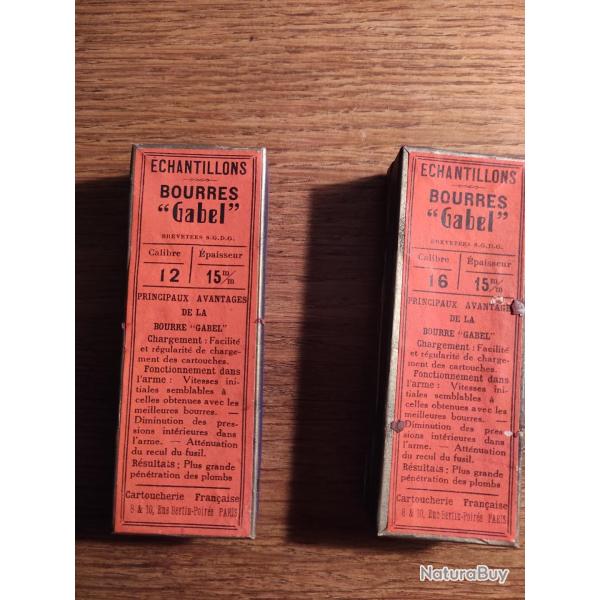 ECHANTILLONS
BOURRES
"Gabel"
BREVETEES S.G.D.G.
Calibre
12
Épaisseur
15 m/m
PRINCIPAUX AVANTAGES
DE LA
BOURRE "GABEL"
Chargement : Facilité
et régularité de charge-
ment des cartouches.
Fonctionnement dans
l'arme : Vitesses ini-
tiales semblables à
celles obtenues avec les
meilleures bourres. —
Diminution des pres-
sions intérieures dans
l'arme. — Atténuation
du recul du fusil.
Résultats : Plus grande
pénétration des plombs
Cartoucherie Française
8 & 10, Rue Bertin-Poirée PARIS
ECHANTILLONS
BOURRES
"Gabel"
BREVETEES S.G.D.G.
Calibre
16
Épaisseur
15 m/m
PRINCIPAUX AVANTAGES
DE LA
BOURRE "GABEL"
Chargement : Facilité
et régularité de charge-
ment des cartouches.
Fonctionnement dans
l'arme : Vitesses ini-
tiales semblables à
celles obtenues avec les
meilleures bourres. —
Diminution des pres-
sions intérieures dans
l'arme. — Atténuation
du recul du fusil.
Résultats : Plus grande
pénétration des plombs
Cartoucherie Française
8 & 10, Rue Bertin-Poirée PARIS
NaturaBuy